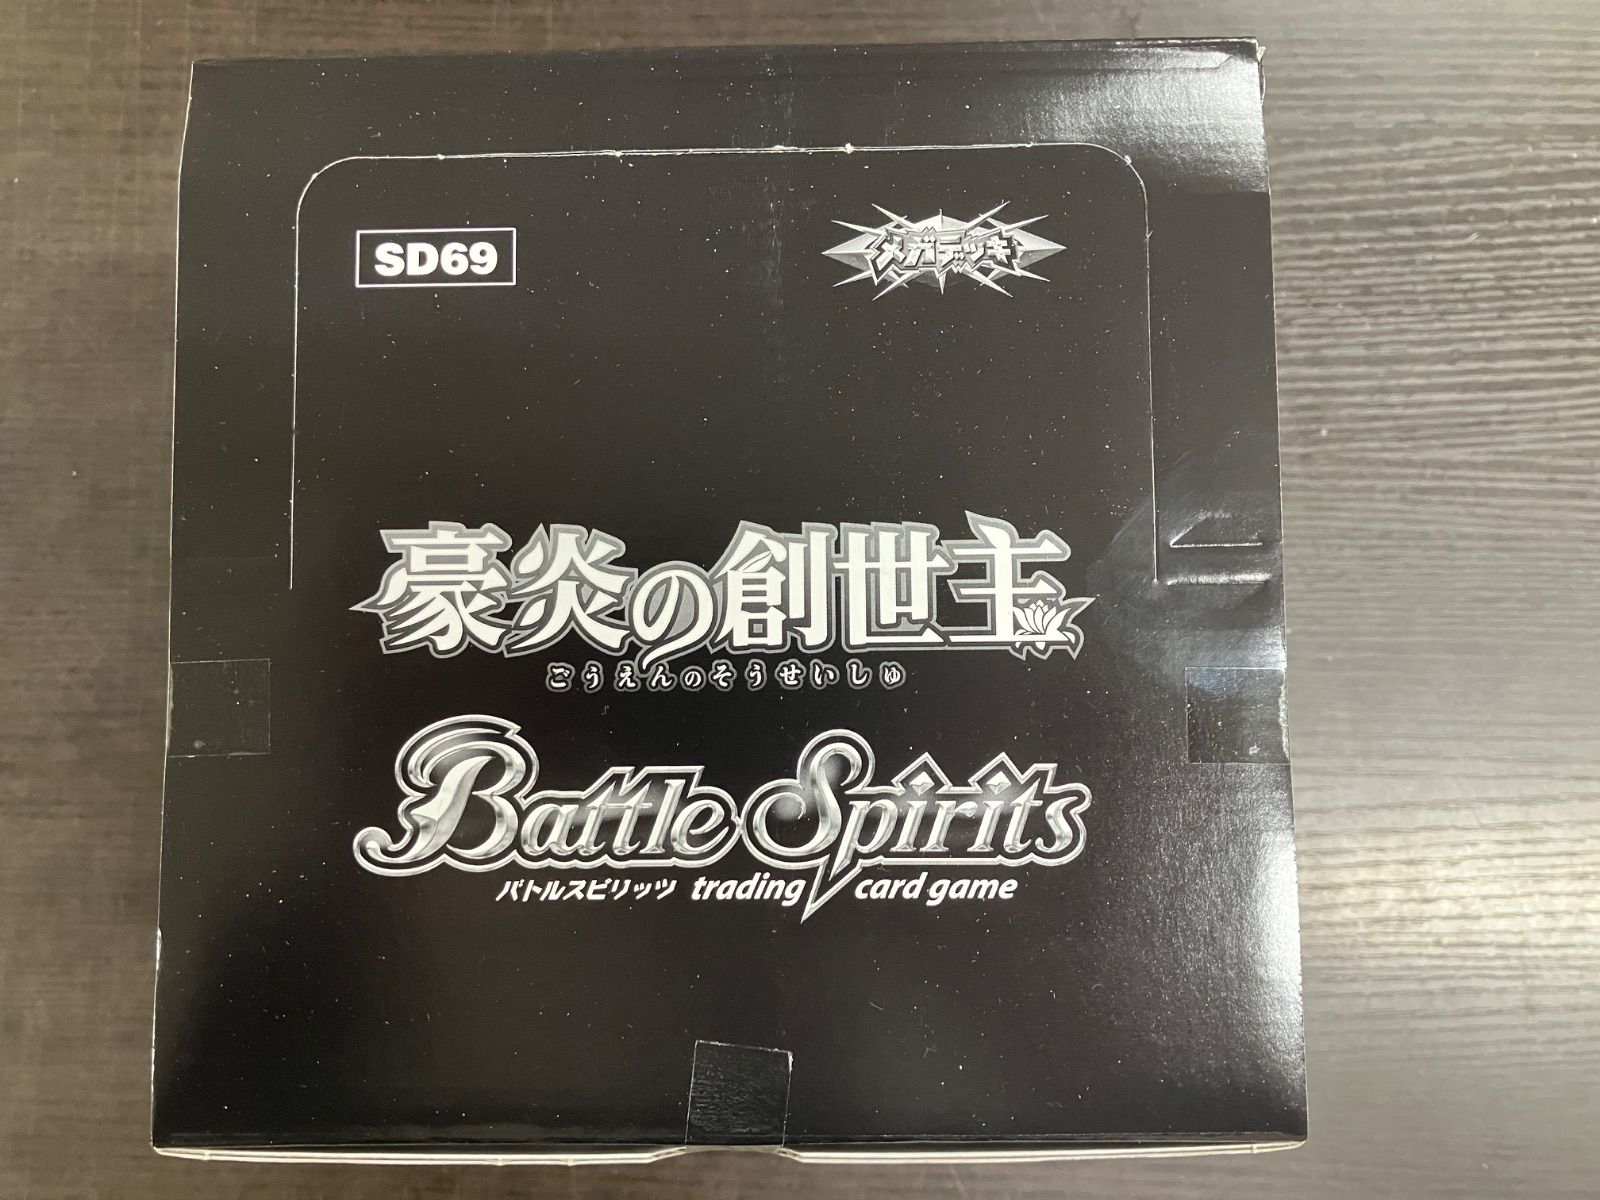 SD69
メガデッキ
豪炎の創世主
ごうえんのそうせいしゅ
Battle Spirits
バトルスピリッツ trading card game